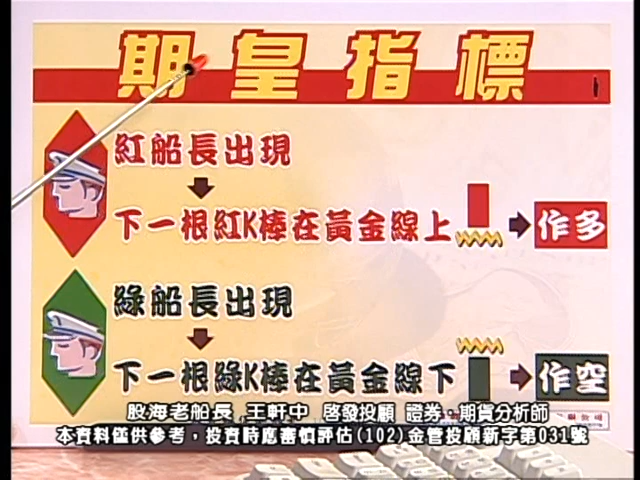 期皇指標
紅船長出現
下一根紅K棒在黃金線上
作多
綠船長出現
下一根綠K棒在黃金線下
作空
股海老船長 王軒中 啓發投顧 證券．期貨分析師
本資料僅供參考，投資時應審慎評估(102)金管投顧新字第031號